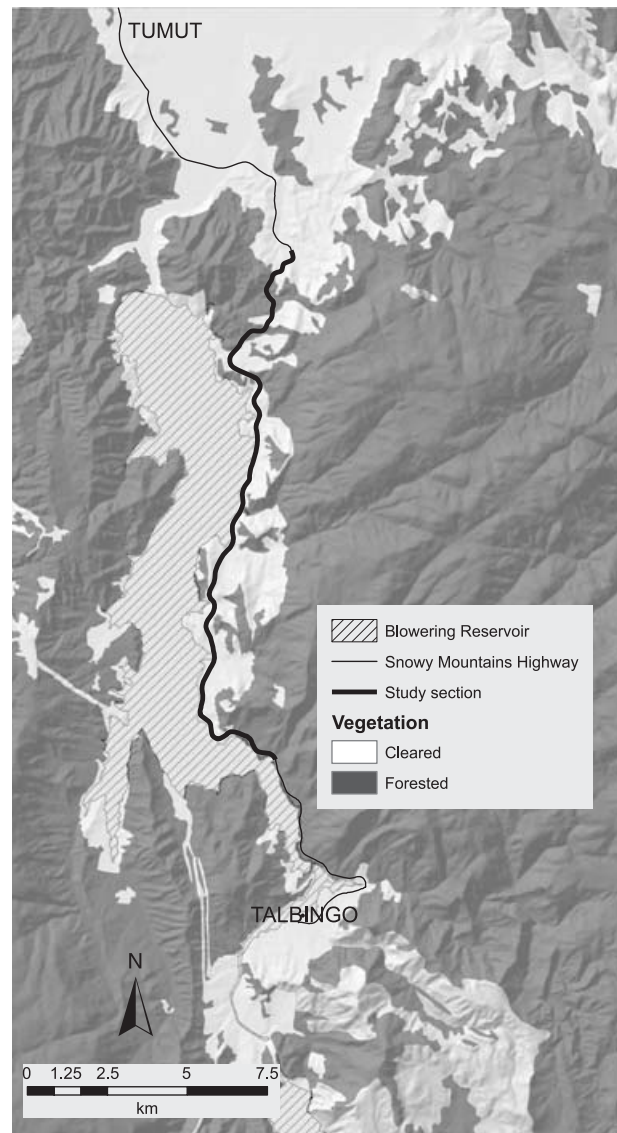 TUMUT
Blowering Reservoir
Snowy Mountains Highway
Study section
Vegetation
Cleared
Forested
TALBINGO
N
0 1.25 2.5 5 7.5
km